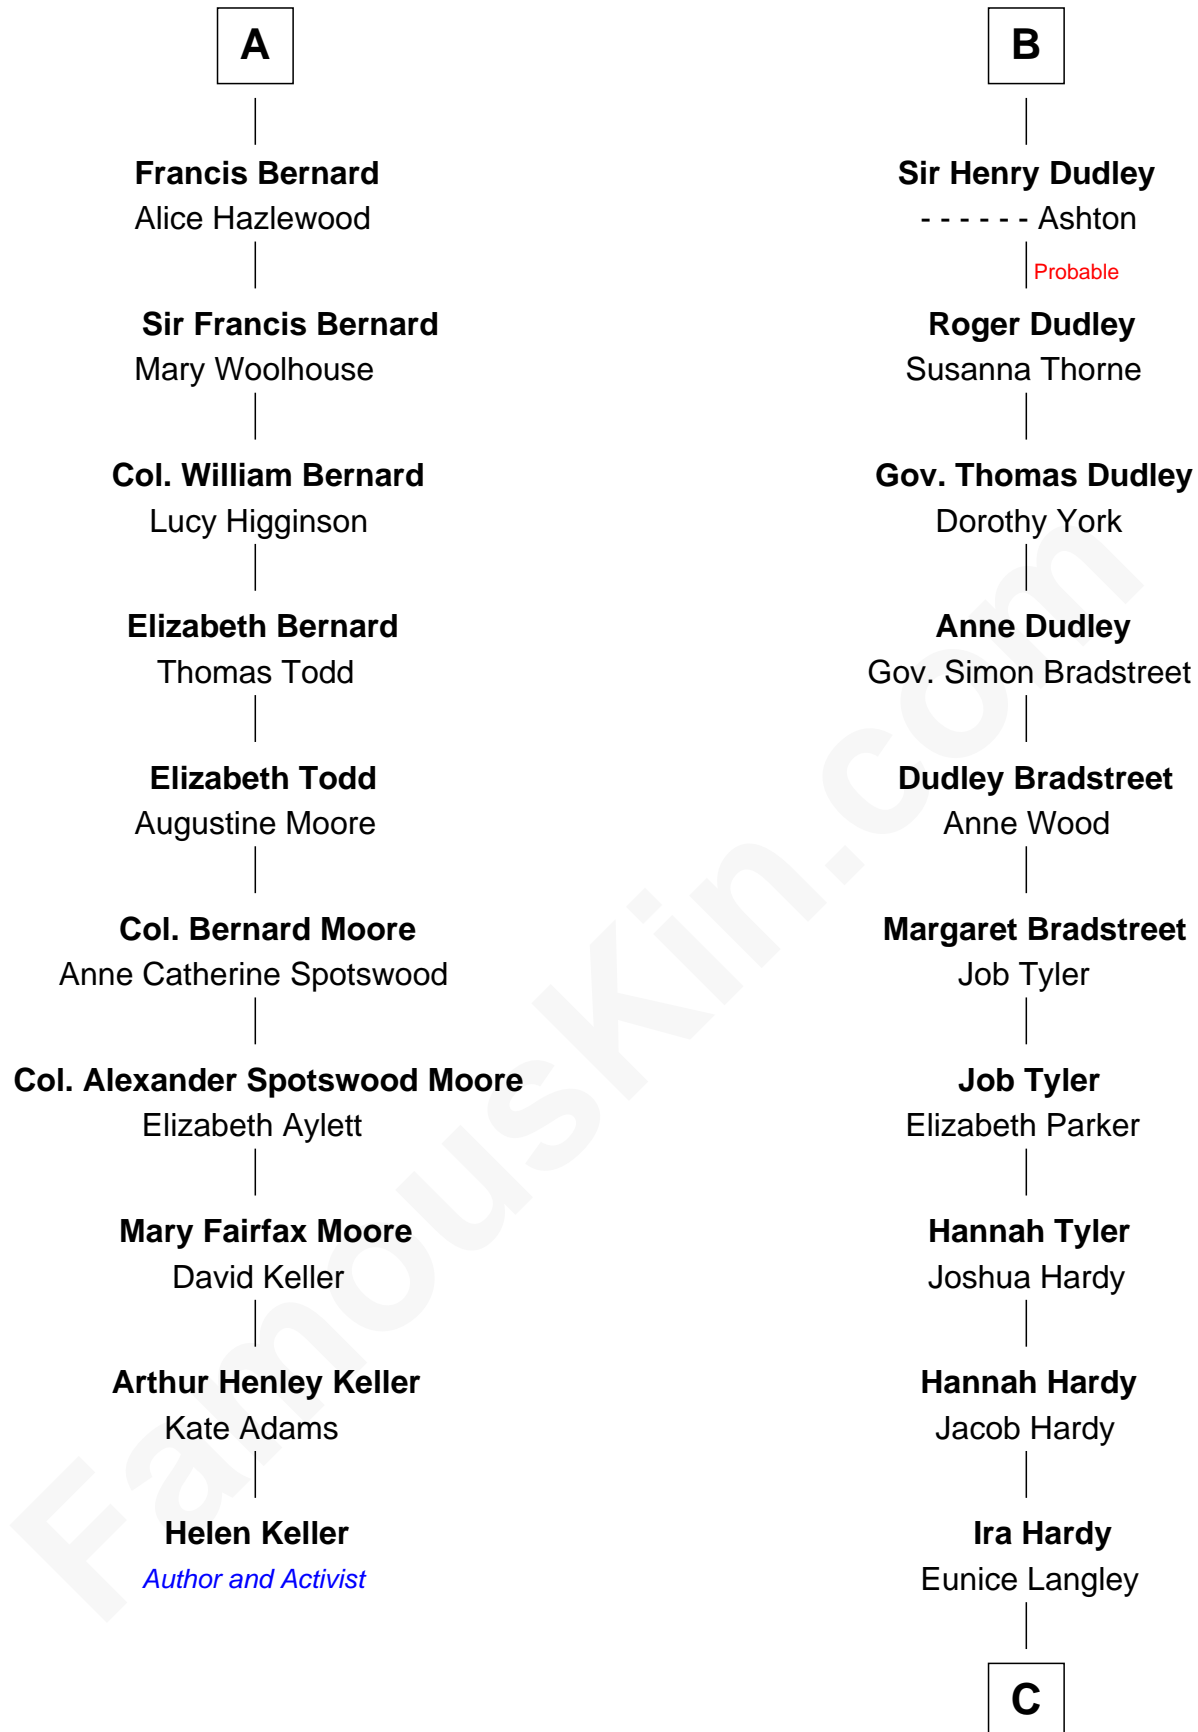 A
Francis Bernard
Alice Hazlewood
Sir Francis Bernard
Mary Woolhouse
Col. William Bernard
Lucy Higginson
Elizabeth Bernard
Thomas Todd
Elizabeth Todd
Augustine Moore
Col. Bernard Moore
Anne Catherine Spotswood
Col. Alexander Spotswood Moore
Elizabeth Aylett
Mary Fairfax Moore
David Keller
Arthur Henley Keller
Kate Adams
Helen Keller
Author and Activist
B
Sir Henry Dudley
- - - - - - Ashton
Probable
Roger Dudley
Susanna Thorne
Gov. Thomas Dudley
Dorothy York
Anne Dudley
Gov. Simon Bradstreet
Dudley Bradstreet
Anne Wood
Margaret Bradstreet
Job Tyler
Job Tyler
Elizabeth Parker
Hannah Tyler
Joshua Hardy
Hannah Hardy
Jacob Hardy
Ira Hardy
Eunice Langley
C
FamousKin.com